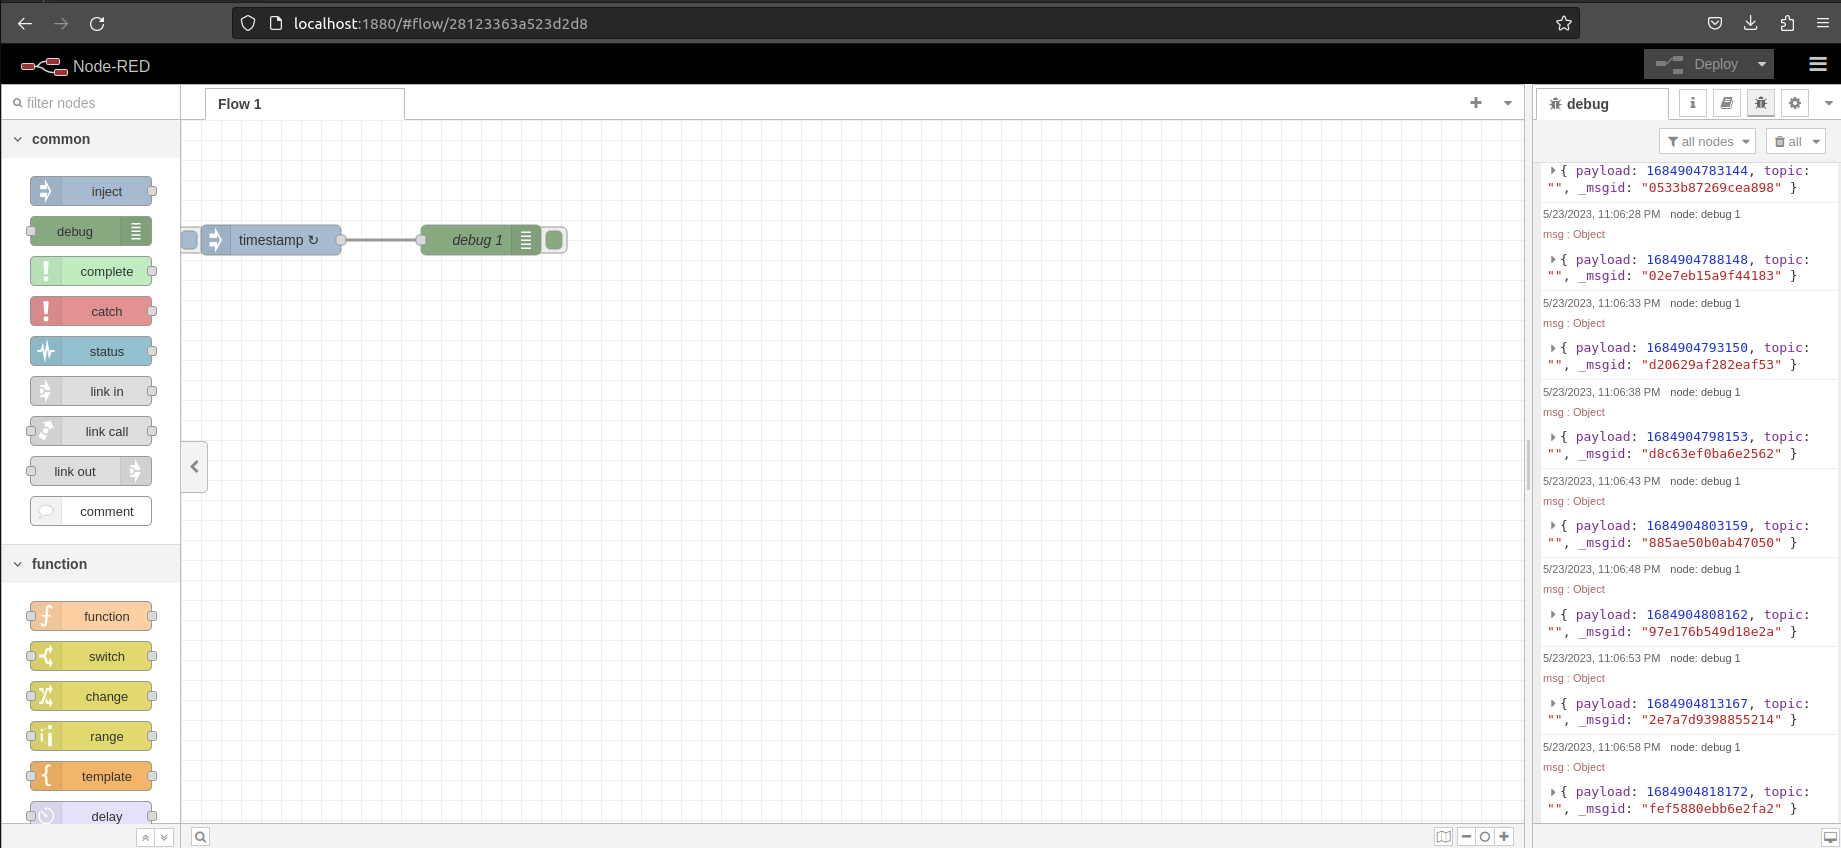 localhost:1880/#flow/28123363a523d2d8
Node-RED
Deploy
filter nodes
common
inject
debug
complete
catch
status
link in
link call
link out
comment
function
function
switch
change
range
template
delay
Flow 1
timestamp ↻
debug 1
debug
all nodes
all
{ payload: 1684904783144, topic:
"", _msgid: "0533b87269cea898" }
5/23/2023, 11:06:28 PM node: debug 1
msg : Object
{ payload: 1684904788148, topic:
"", _msgid: "02e7eb15a9f44183" }
5/23/2023, 11:06:33 PM node: debug 1
msg : Object
{ payload: 1684904793150, topic:
"", _msgid: "d20629af282eaf53" }
5/23/2023, 11:06:38 PM node: debug 1
msg : Object
{ payload: 1684904798153, topic:
"", _msgid: "d8c63ef0ba6e2562" }
5/23/2023, 11:06:43 PM node: debug 1
msg : Object
{ payload: 1684904803159, topic:
"", _msgid: "885ae50b0ab47050" }
5/23/2023, 11:06:48 PM node: debug 1
msg : Object
{ payload: 1684904808162, topic:
"", _msgid: "97e176b549d18e2a" }
5/23/2023, 11:06:53 PM node: debug 1
msg : Object
{ payload: 1684904813167, topic:
"", _msgid: "2e7a7d9398855214" }
5/23/2023, 11:06:58 PM node: debug 1
msg : Object
{ payload: 1684904818172, topic:
"", _msgid: "fef5880ebb6e2fa2" }